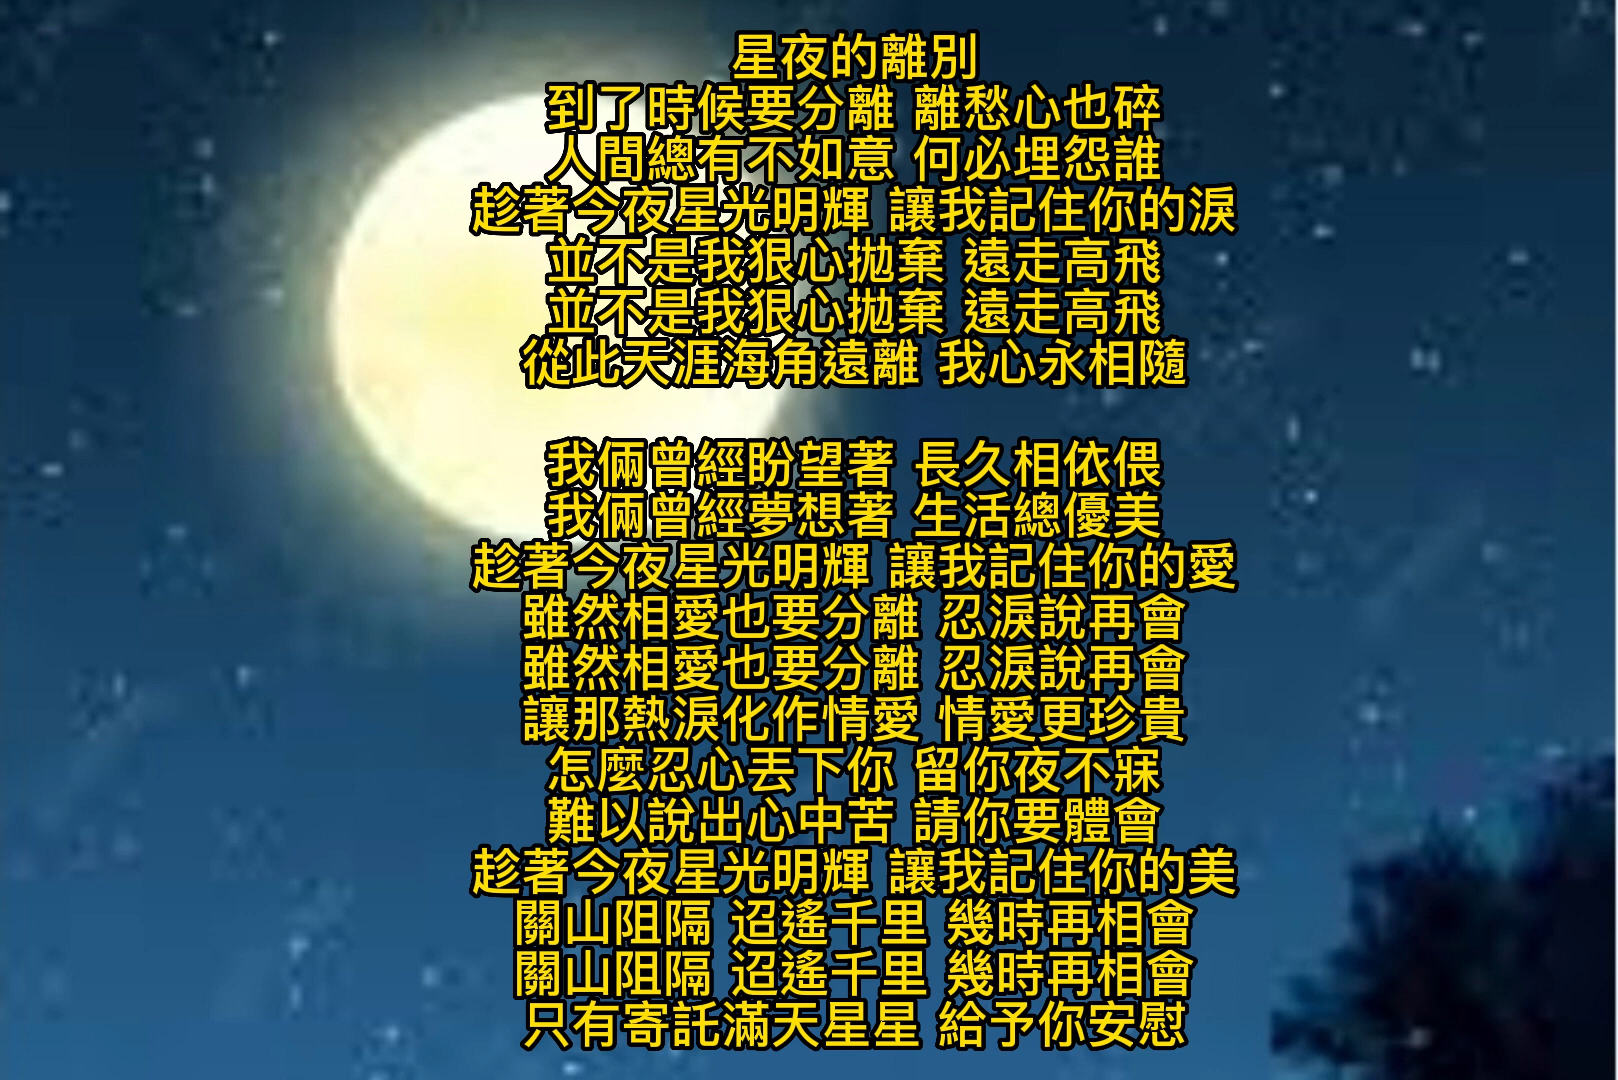 星夜的離別
到了時候要分離 離愁心也碎
人間總有不如意 何必埋怨誰
趁著今夜星光明輝 讓我記住你的淚
並不是我狠心拋棄 遠走高飛
並不是我狠心拋棄 遠走高飛
從此天涯海角遠離 我心永相隨
我倆曾經盼望著 長久相依偎
我倆曾經夢想著 生活總優美
趁著今夜星光明輝 讓我記住你的愛
雖然相愛也要分離 忍淚說再會
雖然相愛也要分離 忍淚說再會
讓那熱淚化作情愛 情愛更珍貴
怎麼忍心丟下你 留你夜不寐
難以說出心中苦 請你要體會
趁著今夜星光明輝 讓我記住你的美
關山阻隔 迢遙千里 幾時再相會
關山阻隔 迢遙千里 幾時再相會
只有寄託滿天星星 給予你安慰